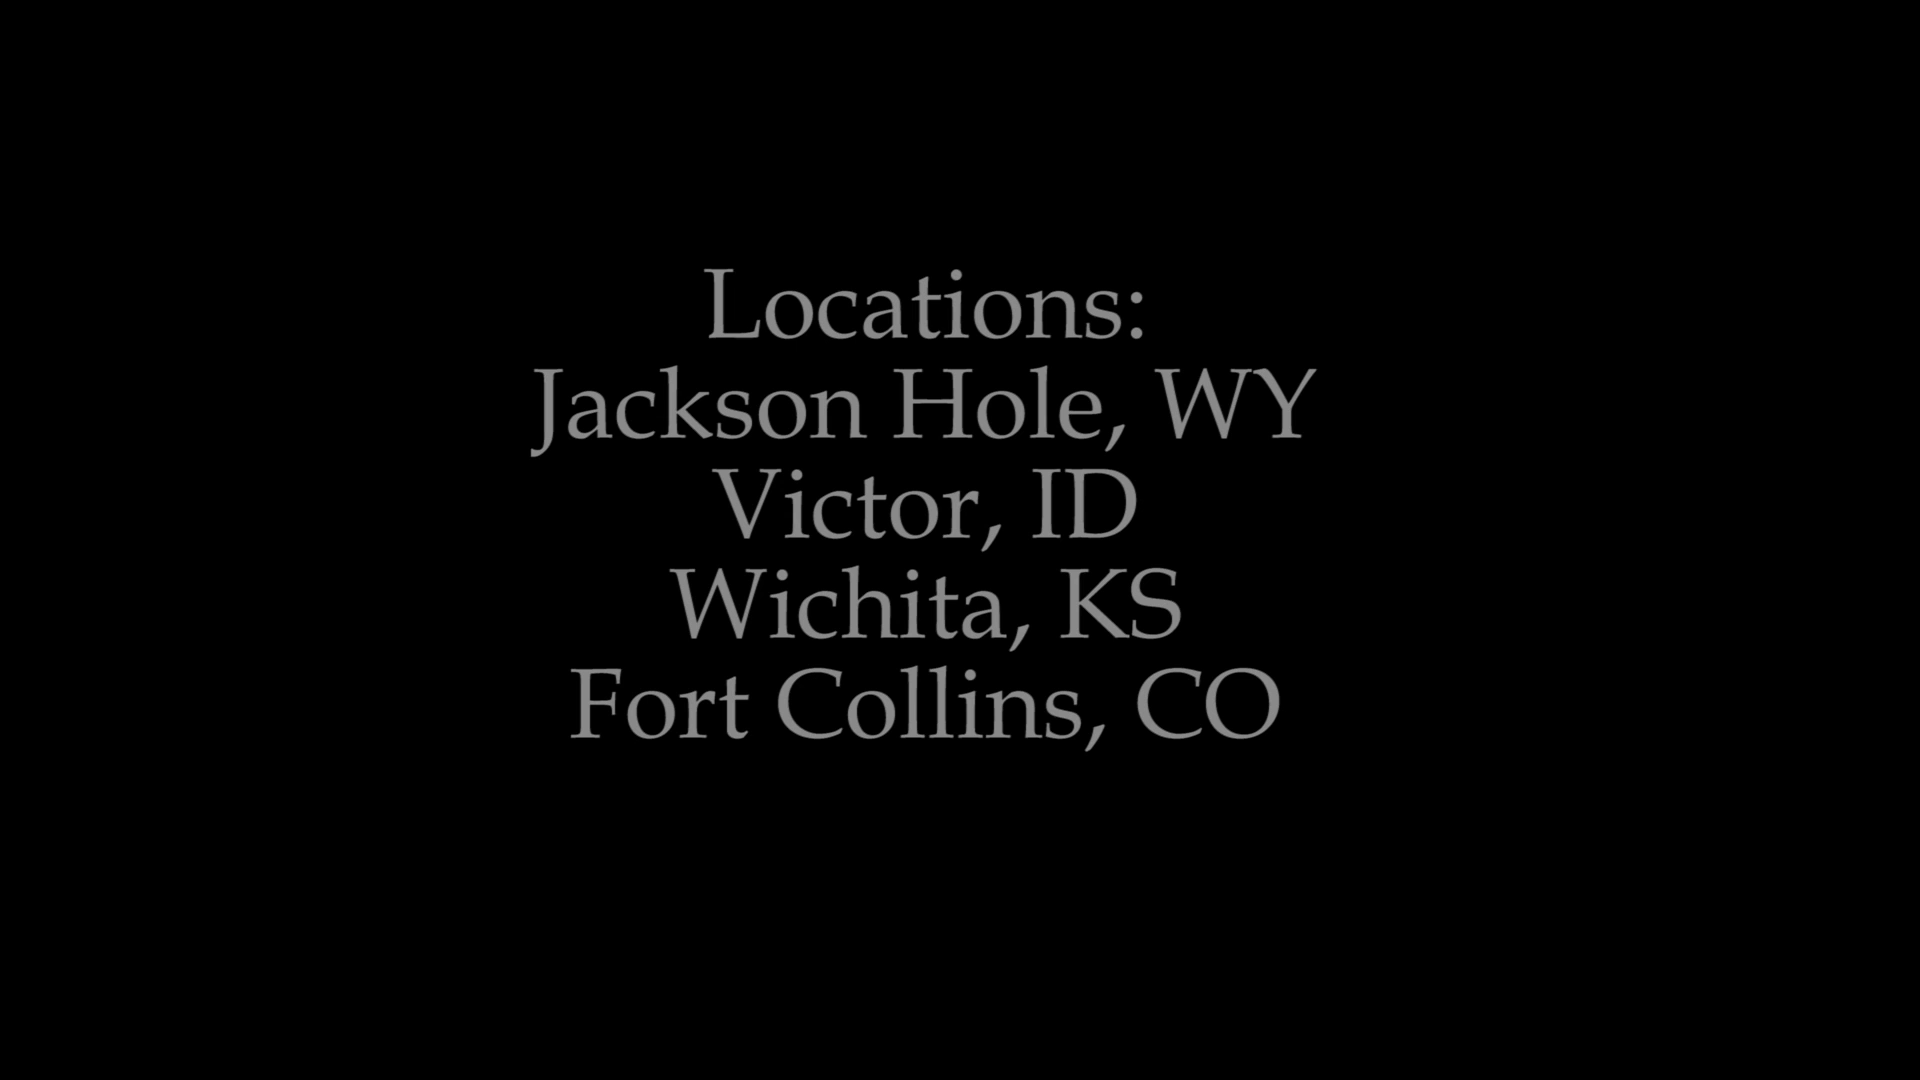 Locations:
Jackson Hole, WY
Victor, ID
Wichita, KS
Fort Collins, CO